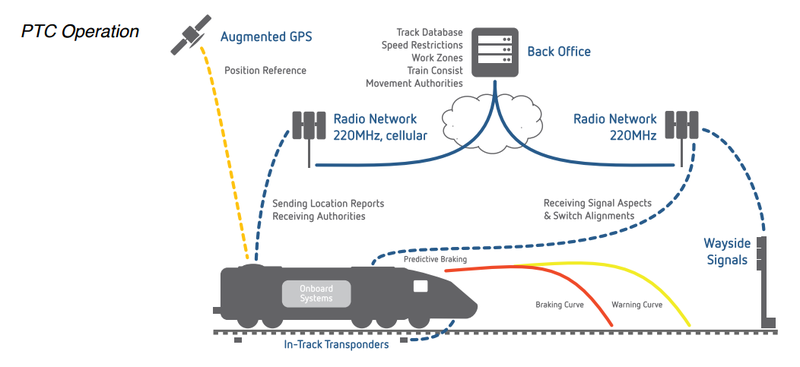 PTC Operation
Augmented GPS
Position Reference
Track Database
Speed Restrictions
Work Zones
Train Consist
Movement Authorities
Back Office
Radio Network
220MHz, cellular
Radio Network
220MHz
Sending Location Reports
Receiving Authorities
Receiving Signal Aspects
& Switch Alignments
Wayside
Signals
Predictive Braking
Onboard
Systems
Braking Curve
Warning Curve
In-Track Transponders